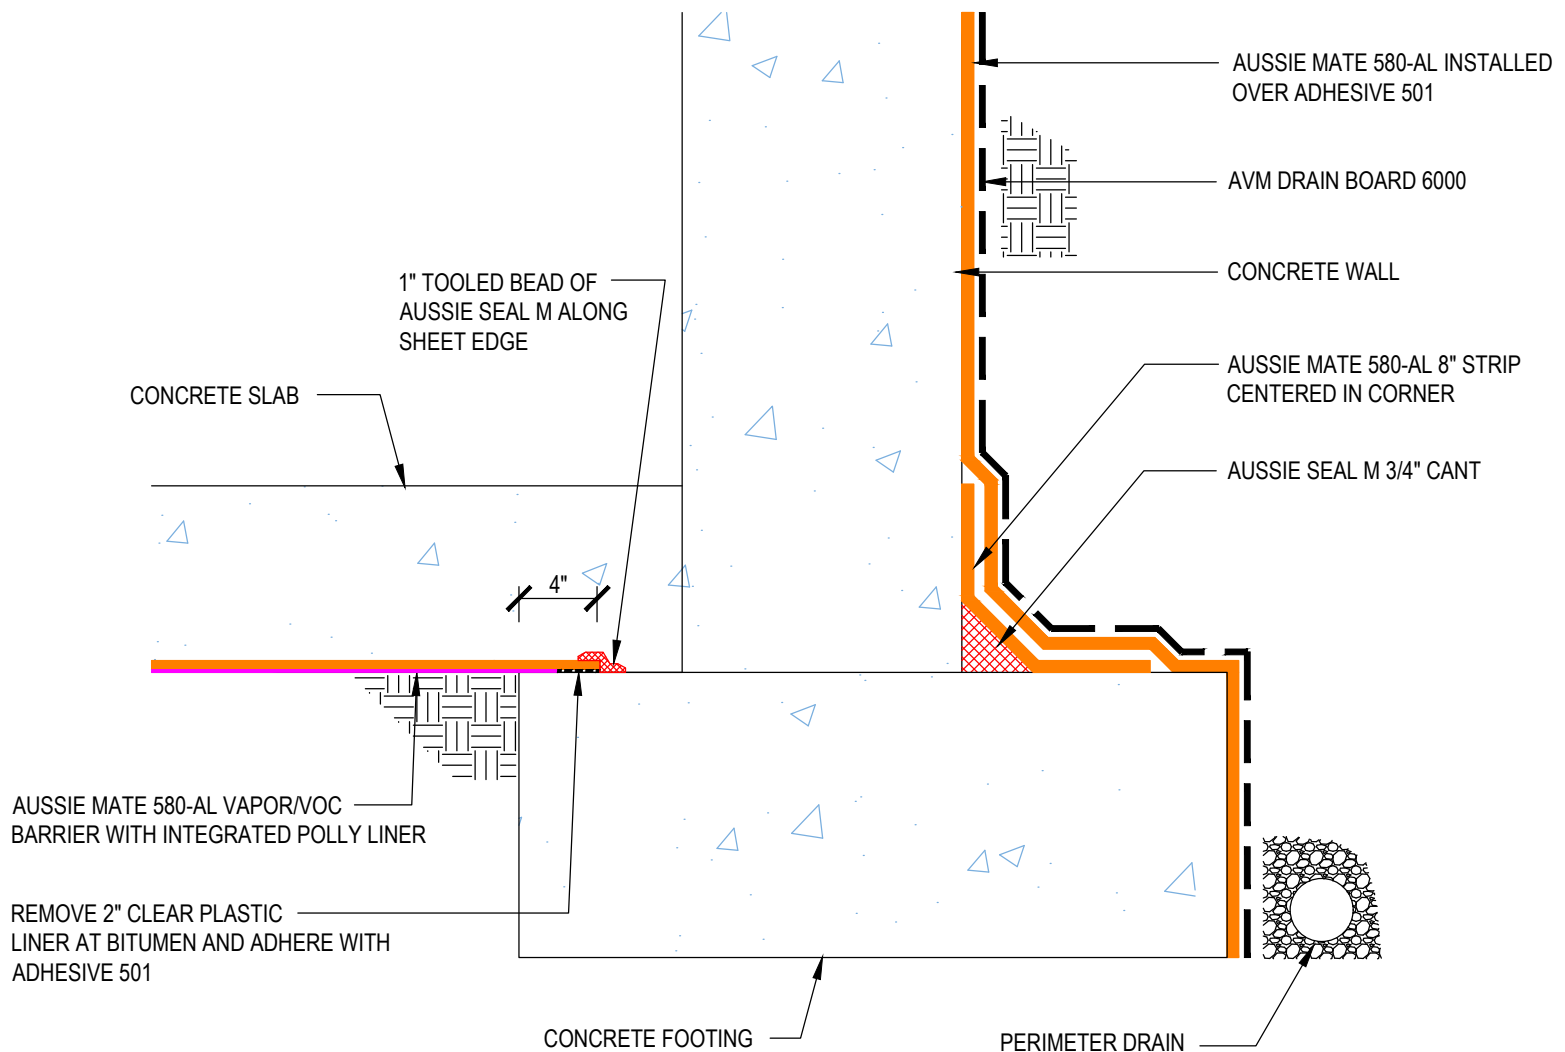 AUSSIE MATE 580-AL INSTALLED
OVER ADHESIVE 501
AVM DRAIN BOARD 6000
CONCRETE WALL
1" TOOLED BEAD OF
AUSSIE SEAL M ALONG
SHEET EDGE
AUSSIE MATE 580-AL 8" STRIP
CENTERED IN CORNER
CONCRETE SLAB
AUSSIE SEAL M 3/4" CANT
4"
AUSSIE MATE 580-AL VAPOR/VOC
BARRIER WITH INTEGRATED POLLY LINER
REMOVE 2" CLEAR PLASTIC
LINER AT BITUMEN AND ADHERE WITH
ADHESIVE 501
CONCRETE FOOTING
PERIMETER DRAIN